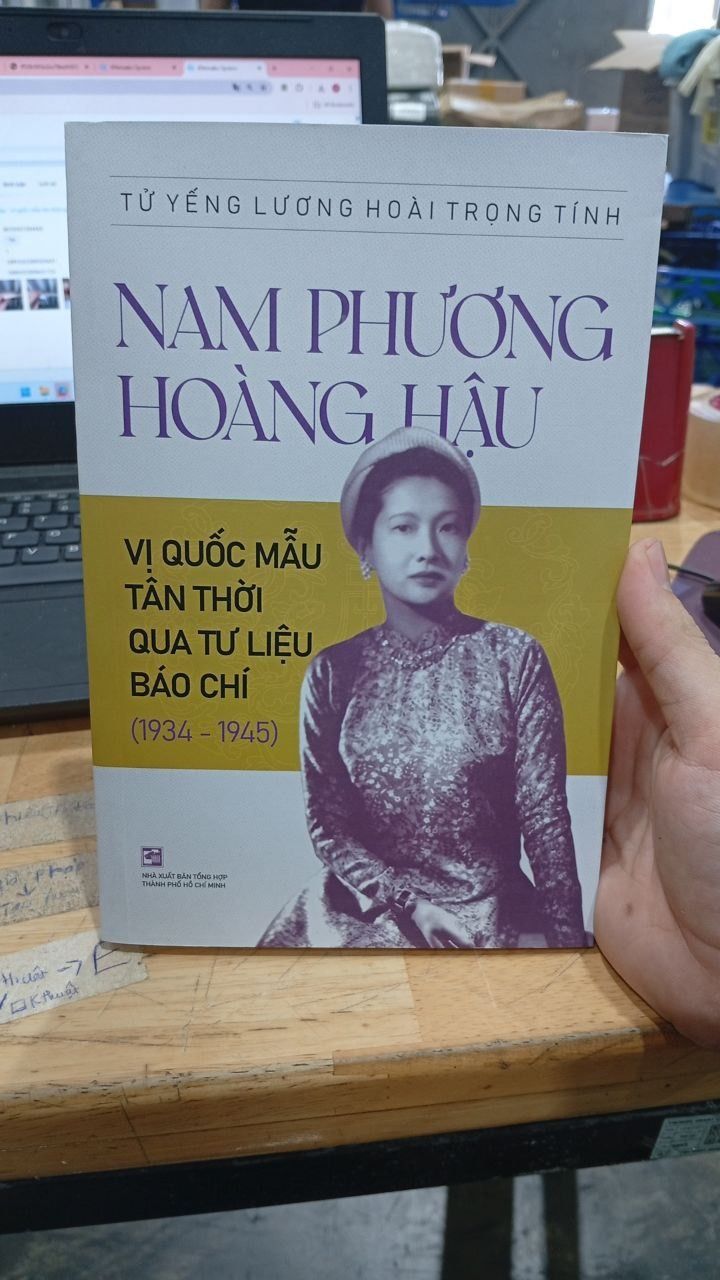 TỬ YẾNG LƯƠNG HOÀI TRỌNG TÍNH
NAM PHƯƠNG
HOÀNG HẬU
VỊ QUỐC MẪU
TÂN THỜI
QUA TƯ LIỆU
BÁO CHÍ
(1934 - 1945)
NHÀ XUẤT BẢN TỔNG HỢP
THÀNH PHỐ HỒ CHÍ MINH
K thuật